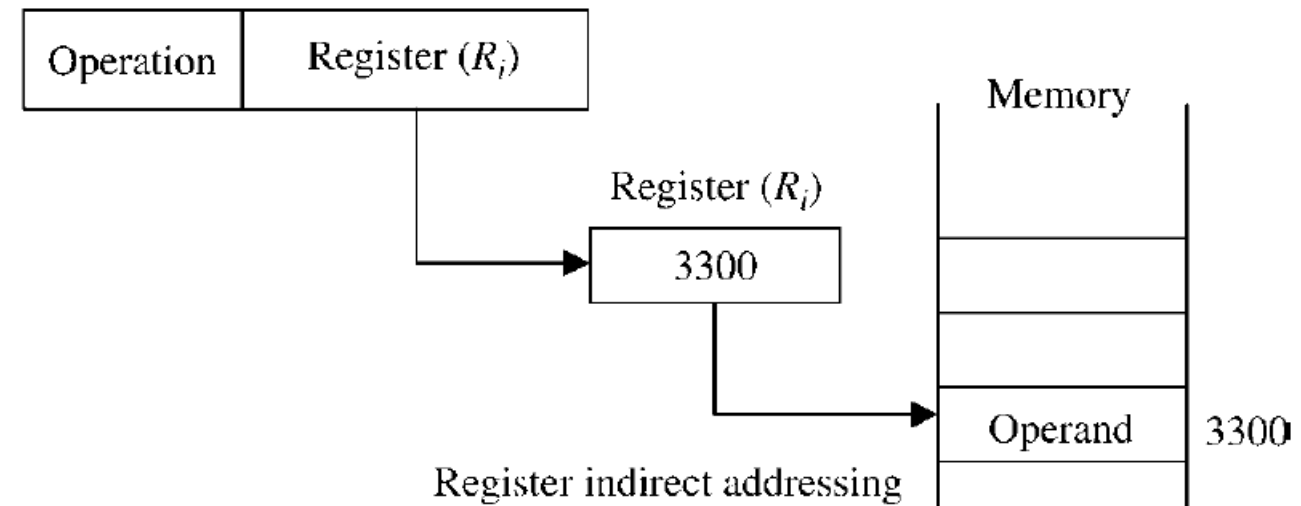 Operation
Register (Ri)
Memory
Register (Ri)
3300
Operand
3300
Register indirect addressing